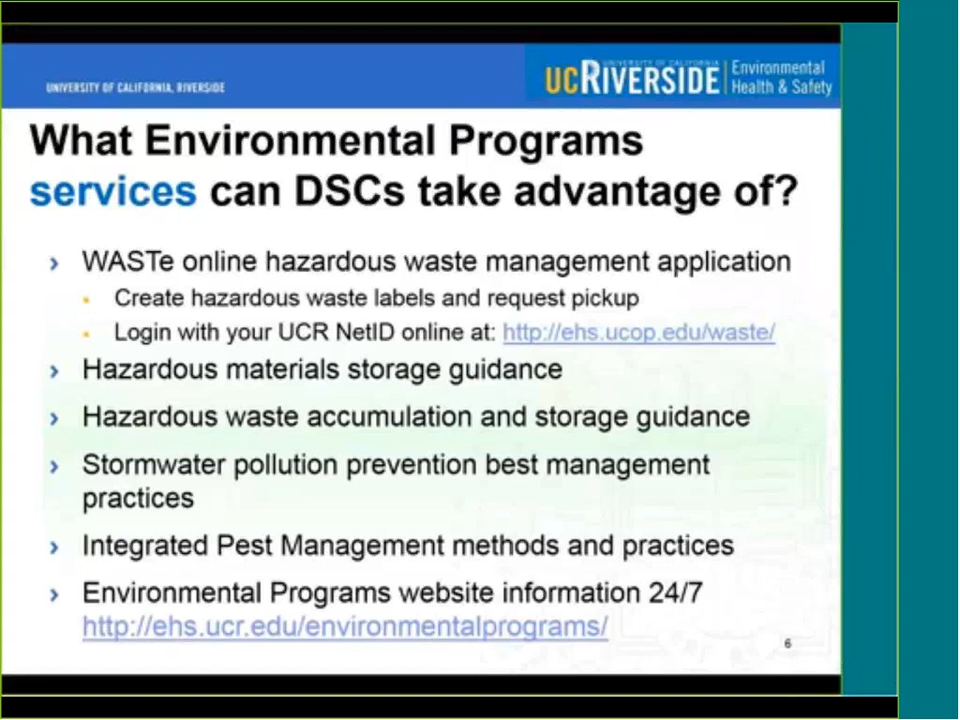 UNIVERSITY OF CALIFORNIA, RIVERSIDE
UNIVERSITY OF CALIFORNIA
UCRIVERSIDE
Environmental
Health & Safety
What Environmental Programs
services can DSCs take advantage of?
› WASTe online hazardous waste management application
▪ Create hazardous waste labels and request pickup
▪ Login with your UCR NetID online at: http://ehs.ucop.edu/waste/
› Hazardous materials storage guidance
› Hazardous waste accumulation and storage guidance
› Stormwater pollution prevention best management
practices
› Integrated Pest Management methods and practices
› Environmental Programs website information 24/7
http://ehs.ucr.edu/environmentalprograms/
6